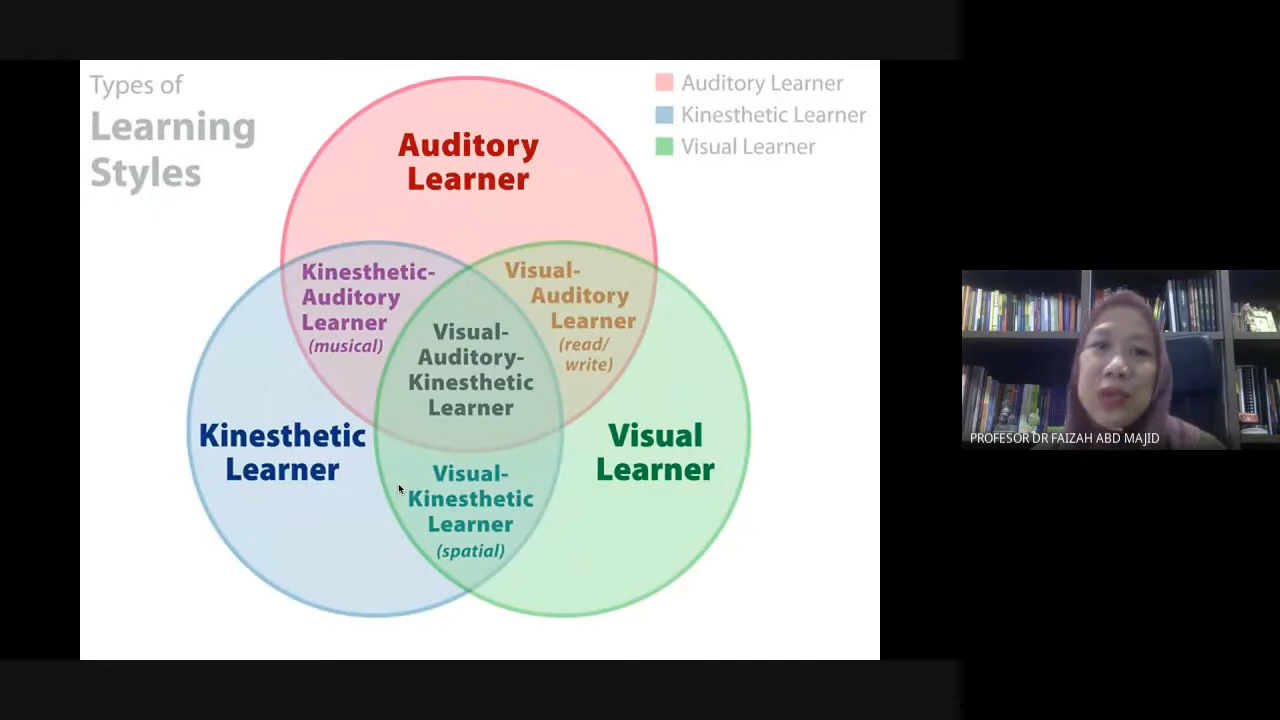 Types of
Learning
Styles
Auditory Learner
Kinesthetic Learner
Visual Learner
Auditory
Learner
Kinesthetic-
Auditory
Learner
(musical)
Visual-
Auditory
Learner
(read/
write)
Visual-
Auditory-
Kinesthetic
Learner
Kinesthetic
Learner
Visual
Learner
Visual-
Kinesthetic
Learner
(spatial)
PROFESOR DR FAIZAH ABD MAJID